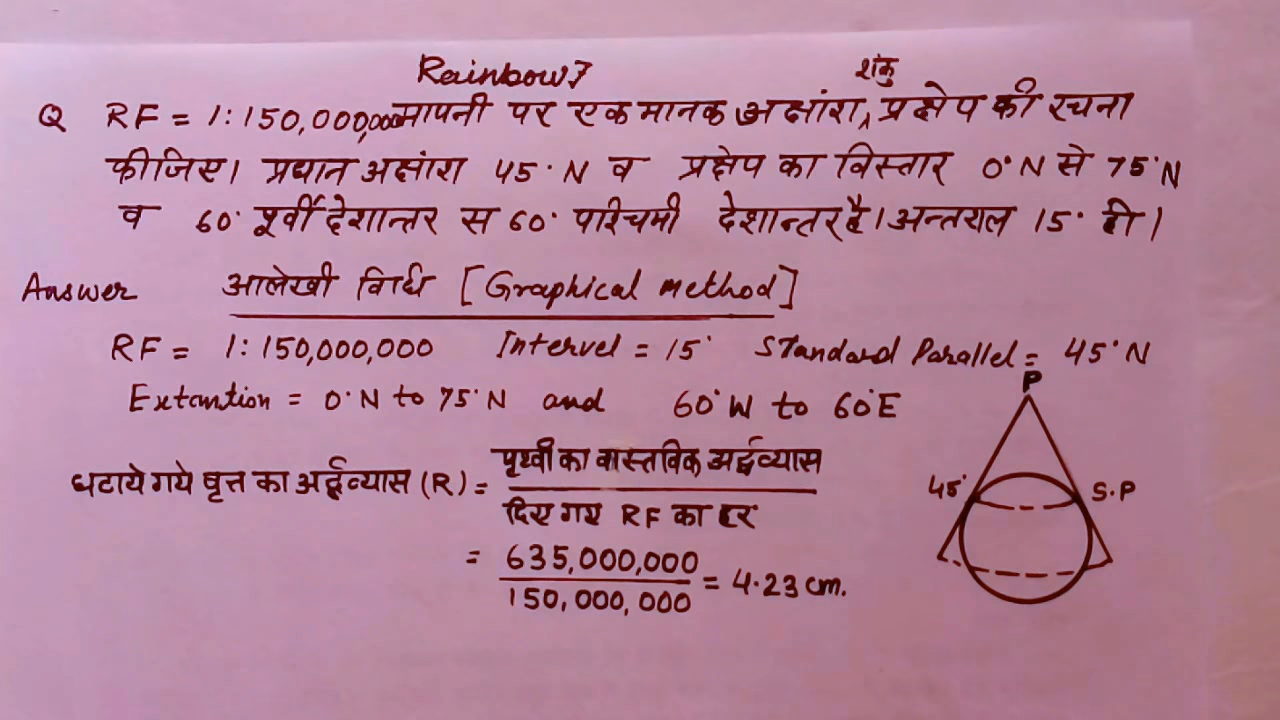 Rainbow7
शंकु
Q RF = 1:150,000,000 मापनी पर एक मानक अक्षांश, प्रक्षेप की रचना
कीजिए। प्रधान अक्षांश 45°N व प्रक्षेप का विस्तार 0°N से 75°N
व 60° पूर्वी देशान्तर स 60° पश्चिमी देशान्तर है। अन्तराल 15° हो।
Answer आलेखी विधि [Graphical method]
RF = 1:150,000,000 Intervel = 15° Standard Parallel = 45°N
Extantion = 0°N to 75°N and 60°W to 60°E
P
घटाये गये वृत्त का अर्द्धव्यास (R) = पृथ्वी का वास्तविक अर्द्धव्यास
दिए गए RF का हर
45° S.P
= 635,000,000
150,000,000 = 4.23 cm.